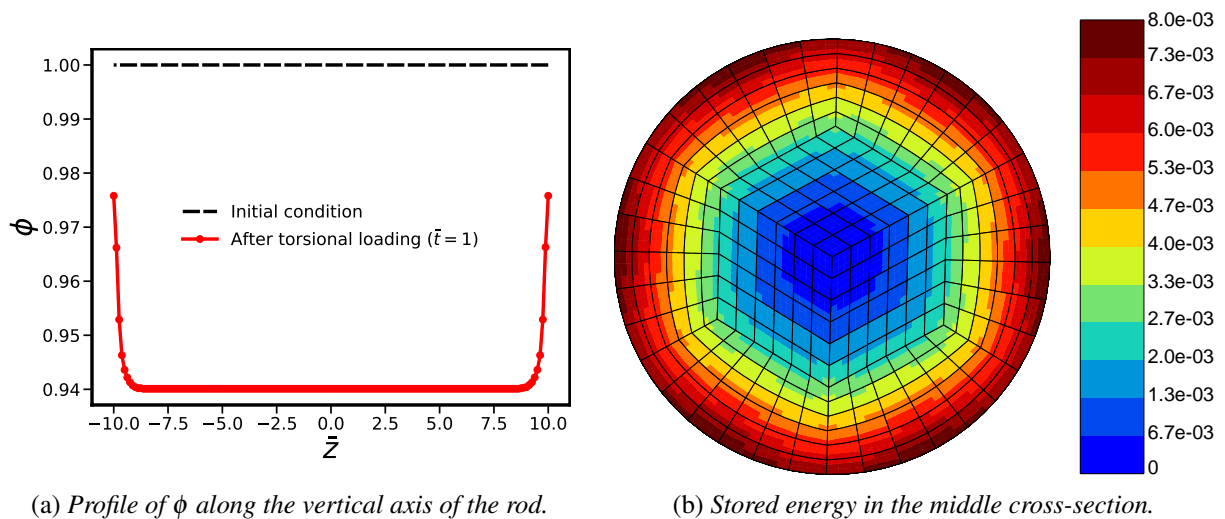 1.00
0.99
0.98
0.97
0.96
0.95
0.94
ϕ
Initial condition
After torsional loading (t̄ = 1)
−10.0 −7.5 −5.0 −2.5 0.0 2.5 5.0 7.5 10.0
z̄
8.0e-03
7.3e-03
6.7e-03
6.0e-03
5.3e-03
4.7e-03
4.0e-03
3.3e-03
2.7e-03
2.0e-03
1.3e-03
6.7e-03
0
(a) Profile of ϕ along the vertical axis of the rod.
(b) Stored energy in the middle cross-section.